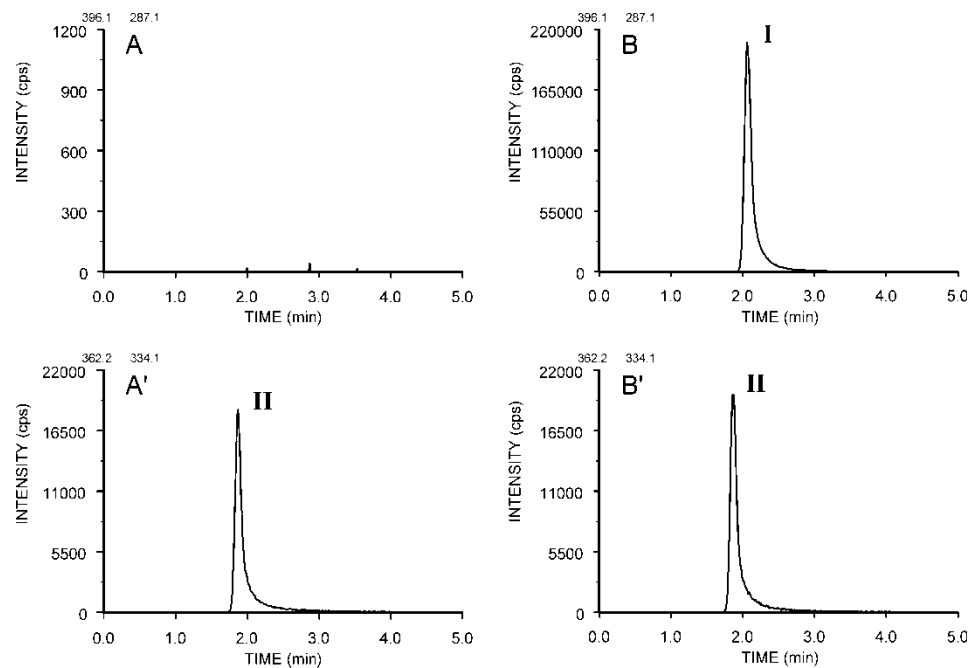 396.1 287.1
A
1200
900
600
300
0
INTENSITY (cps)
0.0 1.0 2.0 3.0 4.0 5.0
TIME (min)
396.1 287.1
B
I
220000
165000
110000
55000
0
INTENSITY (cps)
0.0 1.0 2.0 3.0 4.0 5.0
TIME (min)
362.2 334.1
A'
II
22000
16500
11000
5500
0
INTENSITY (cps)
0.0 1.0 2.0 3.0 4.0 5.0
TIME (min)
362.2 334.1
B'
II
22000
16500
11000
5500
0
INTENSITY (cps)
0.0 1.0 2.0 3.0 4.0 5.0
TIME (min)